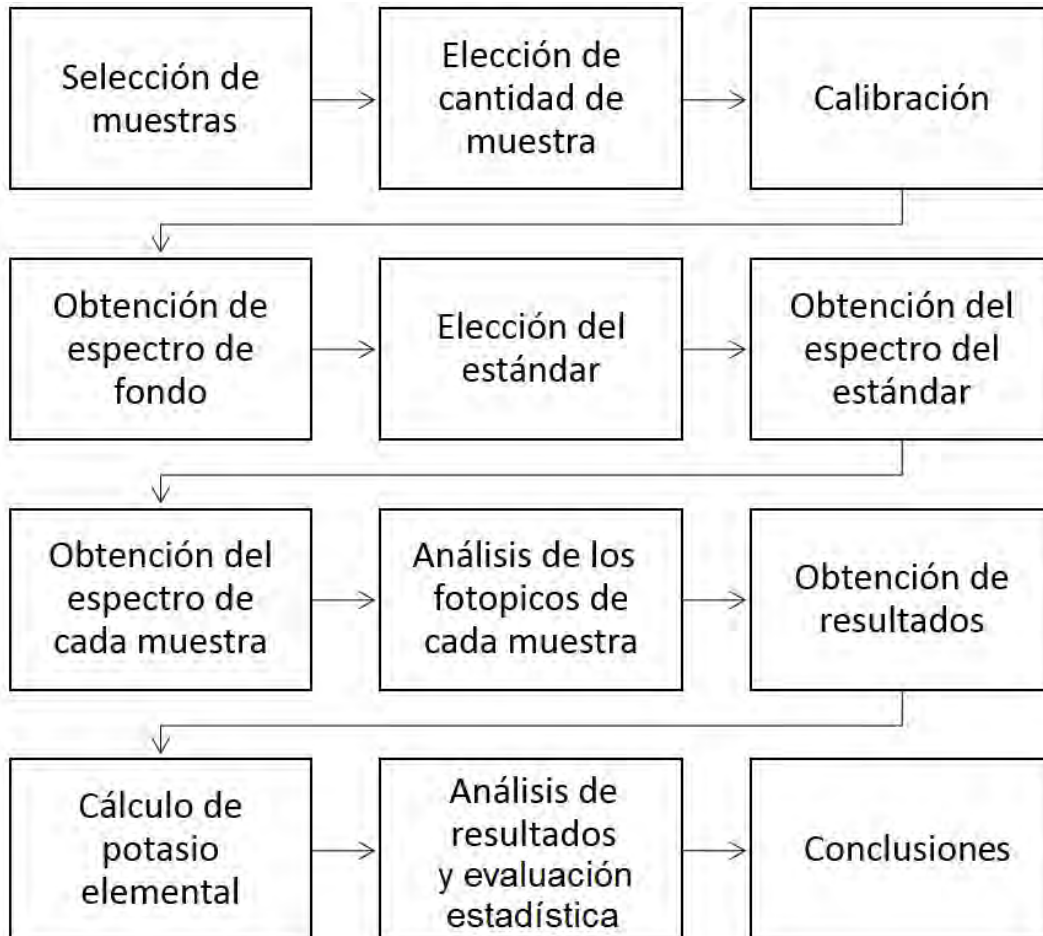 Selección de
muestras
Elección de
cantidad de
muestra
Calibración
Obtención de
espectro de
fondo
Elección del
estándar
Obtención del
espectro del
estándar
Obtención del
espectro de
cada muestra
Análisis de los
fotopicos de
cada muestra
Obtención de
resultados
Cálculo de
potasio
elemental
Análisis de
resultados
y evaluación
estadística
Conclusiones